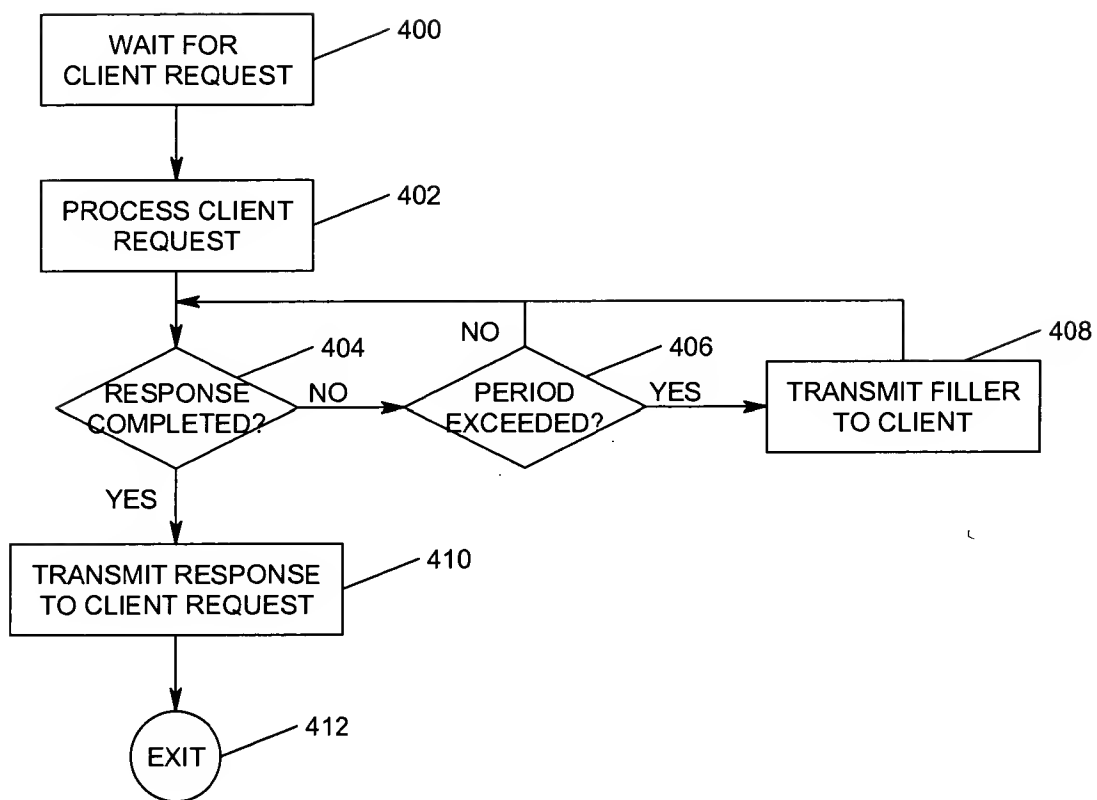 WAIT FOR
CLIENT REQUEST
400
PROCESS CLIENT
REQUEST
402
RESPONSE
COMPLETED?
404
NO
PERIOD
EXCEEDED?
406
NO
YES
TRANSMIT FILLER
TO CLIENT
408
YES
TRANSMIT RESPONSE
TO CLIENT REQUEST
410
EXIT
412